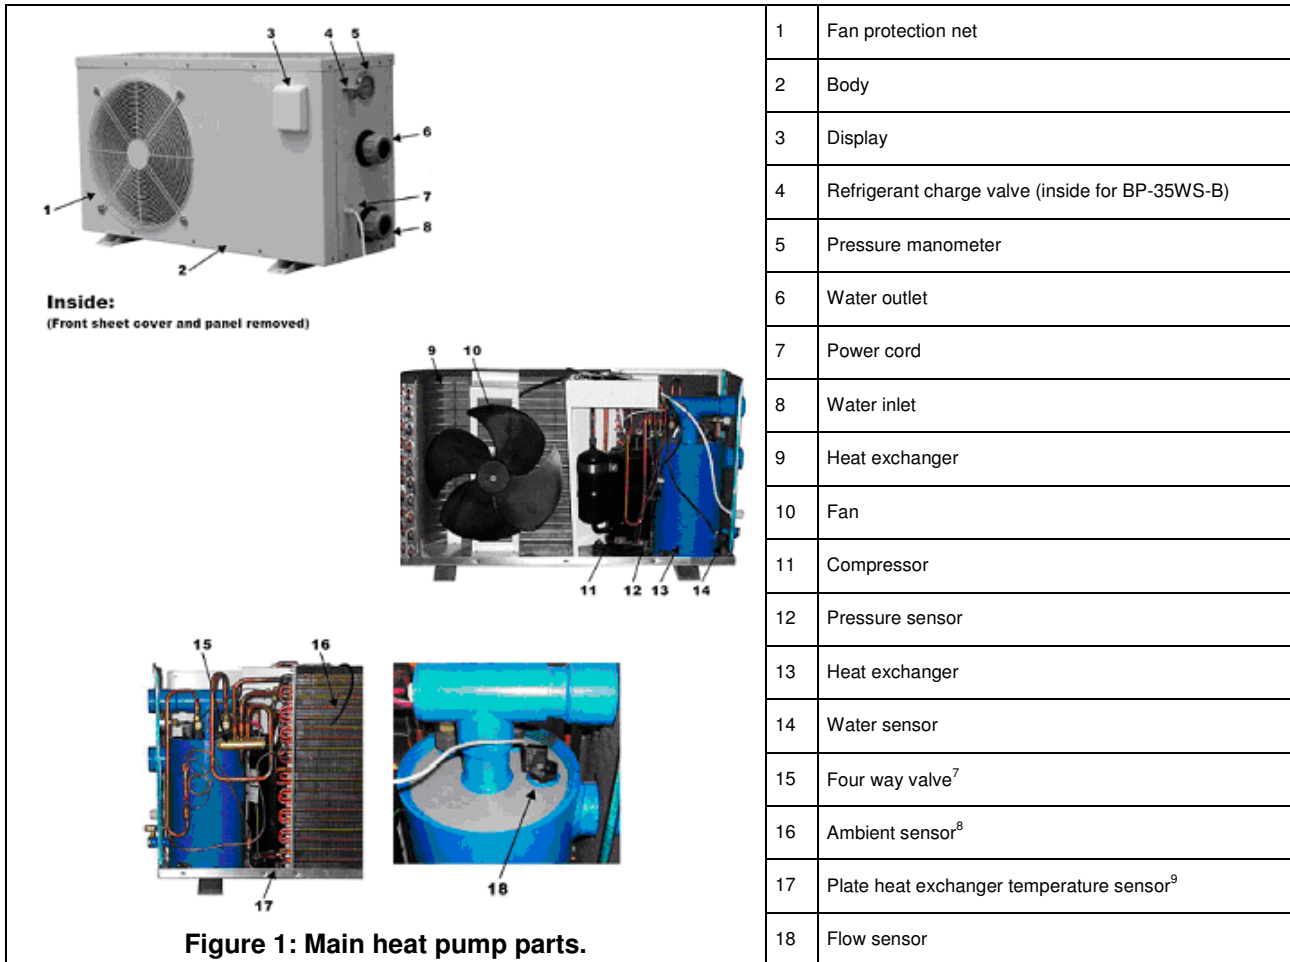 3
4
5
6
7
1
8
2
Inside:
(Front sheet cover and panel removed)
9
10
11
12
13
14
15
16
17
18
Figure 1: Main heat pump parts.
1 Fan protection net
2 Body
3 Display
4 Refrigerant charge valve (inside for BP-35WS-B)
5 Pressure manometer
6 Water outlet
7 Power cord
8 Water inlet
9 Heat exchanger
10 Fan
11 Compressor
12 Pressure sensor
13 Heat exchanger
14 Water sensor
15 Four way valve⁷
16 Ambient sensor⁸
17 Plate heat exchanger temperature sensor⁹
18 Flow sensor